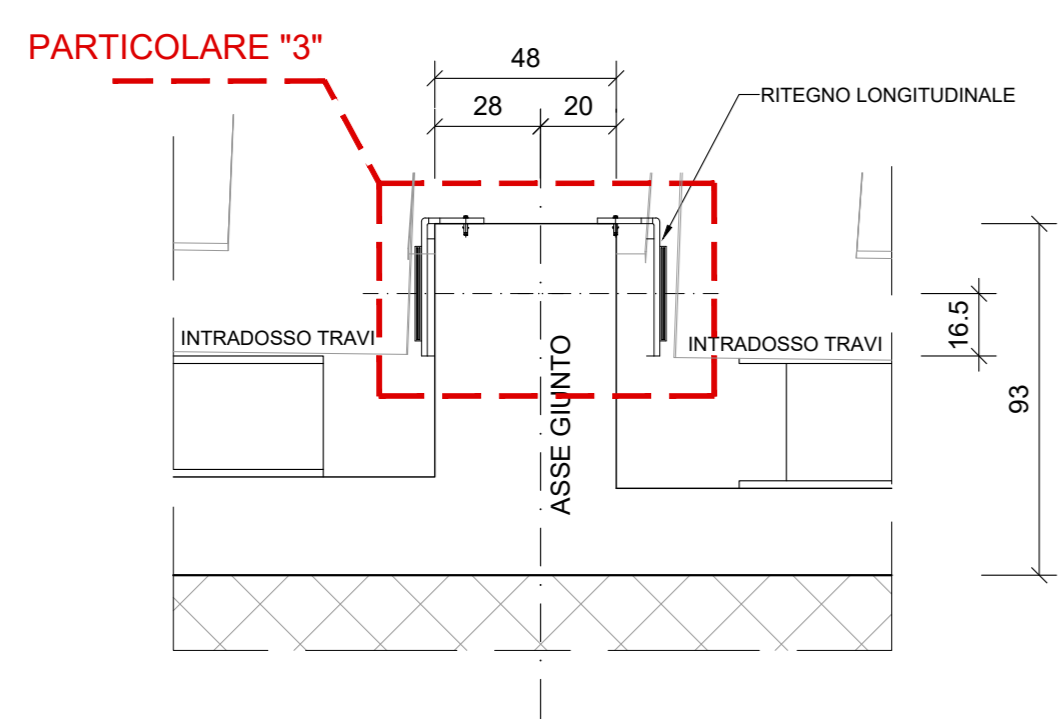 PARTICOLARE "3"
48
28
20
RITEGNO LONGITUDINALE
INTRADOSSO TRAVI
INTRADOSSO TRAVI
16.5
93
ASSE GIUNTO